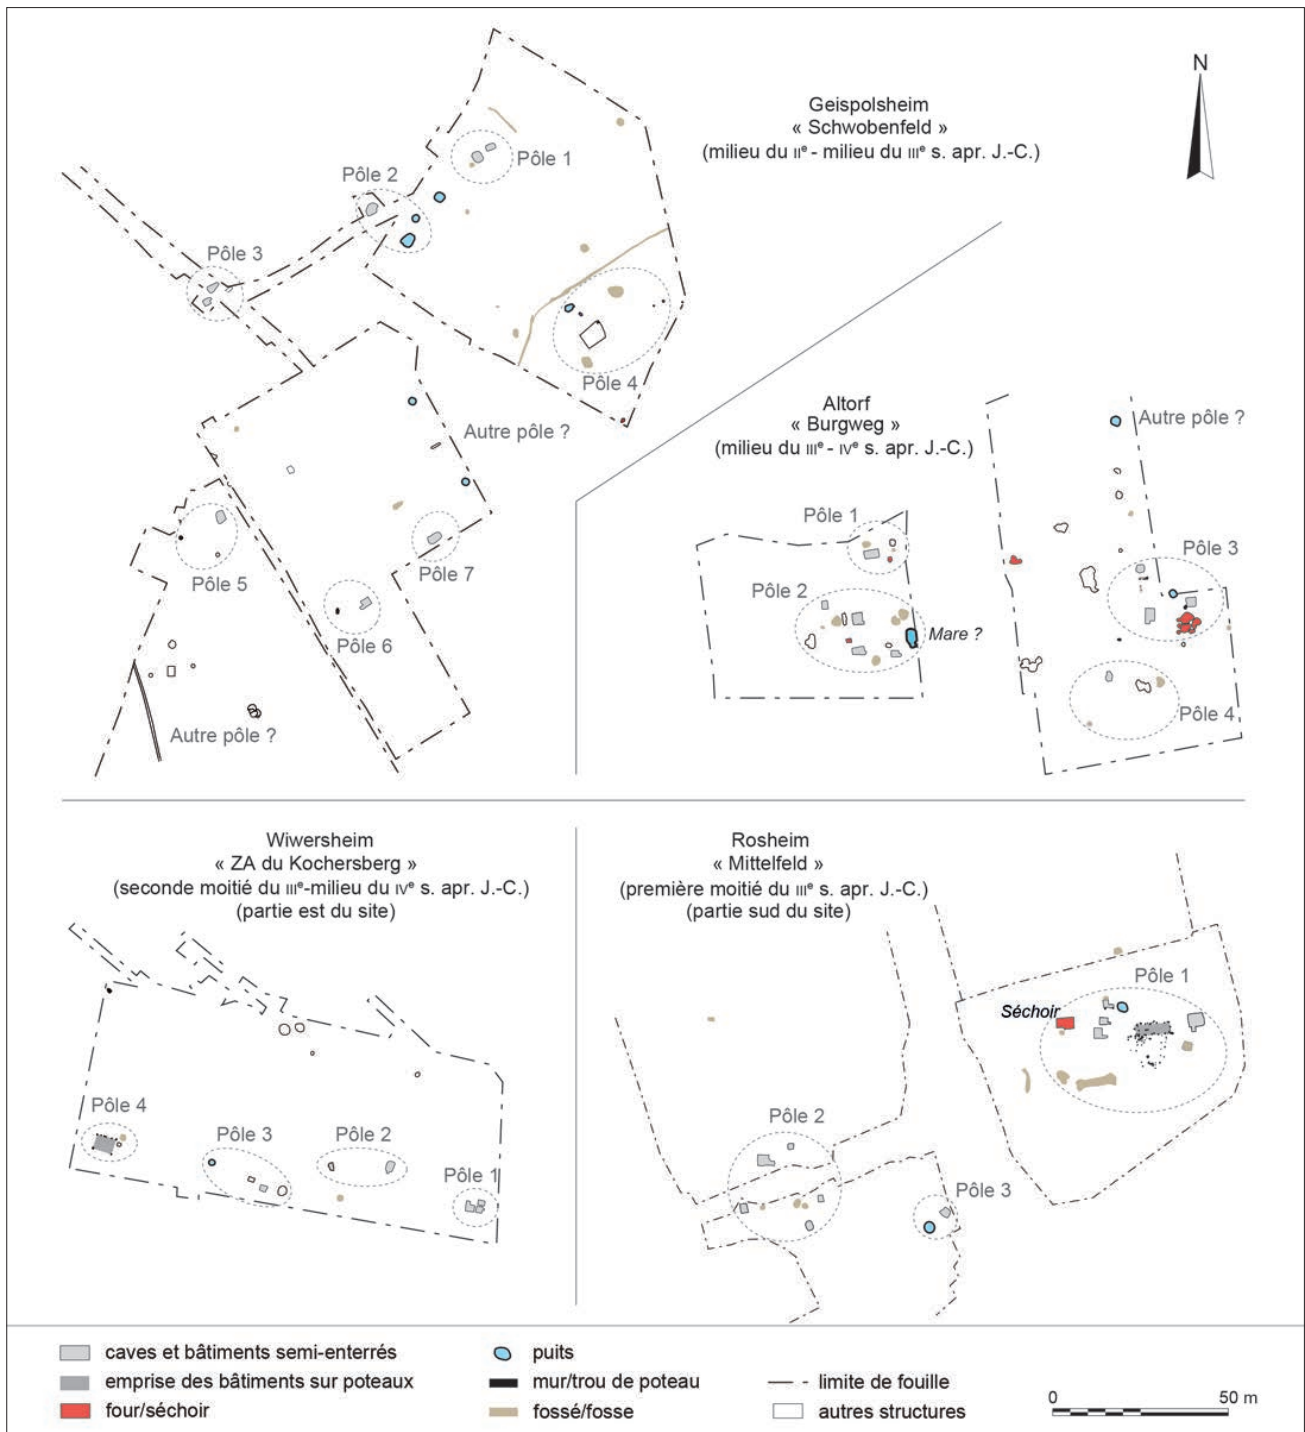 N
Geispolsheim
« Schwobenfeld »
(milieu du IIe - milieu du IIIe s. apr. J.-C.)
Pôle 1
Pôle 2
Pôle 3
Pôle 4
Autre pôle ?
Pôle 5
Pôle 7
Pôle 6
Autre pôle ?
Altorf
« Burgweg »
(milieu du IIIe - IVe s. apr. J.-C.)
Autre pôle ?
Pôle 1
Pôle 3
Pôle 2
Mare ?
Pôle 4
Wiwersheim
« ZA du Kochersberg »
(seconde moitié du IIIe-milieu du IVe s. apr. J.-C.)
(partie est du site)
Pôle 4
Pôle 3
Pôle 2
Pôle 1
Rosheim
« Mittelfeld »
(première moitié du IIIe s. apr. J.-C.)
(partie sud du site)
Pôle 1
Séchoir
Pôle 2
Pôle 3
caves et bâtiments semi-enterrés
emprise des bâtiments sur poteaux
four/séchoir
puits
mur/trou de poteau
fossé/fosse
limite de fouille
autres structures
0 50 m